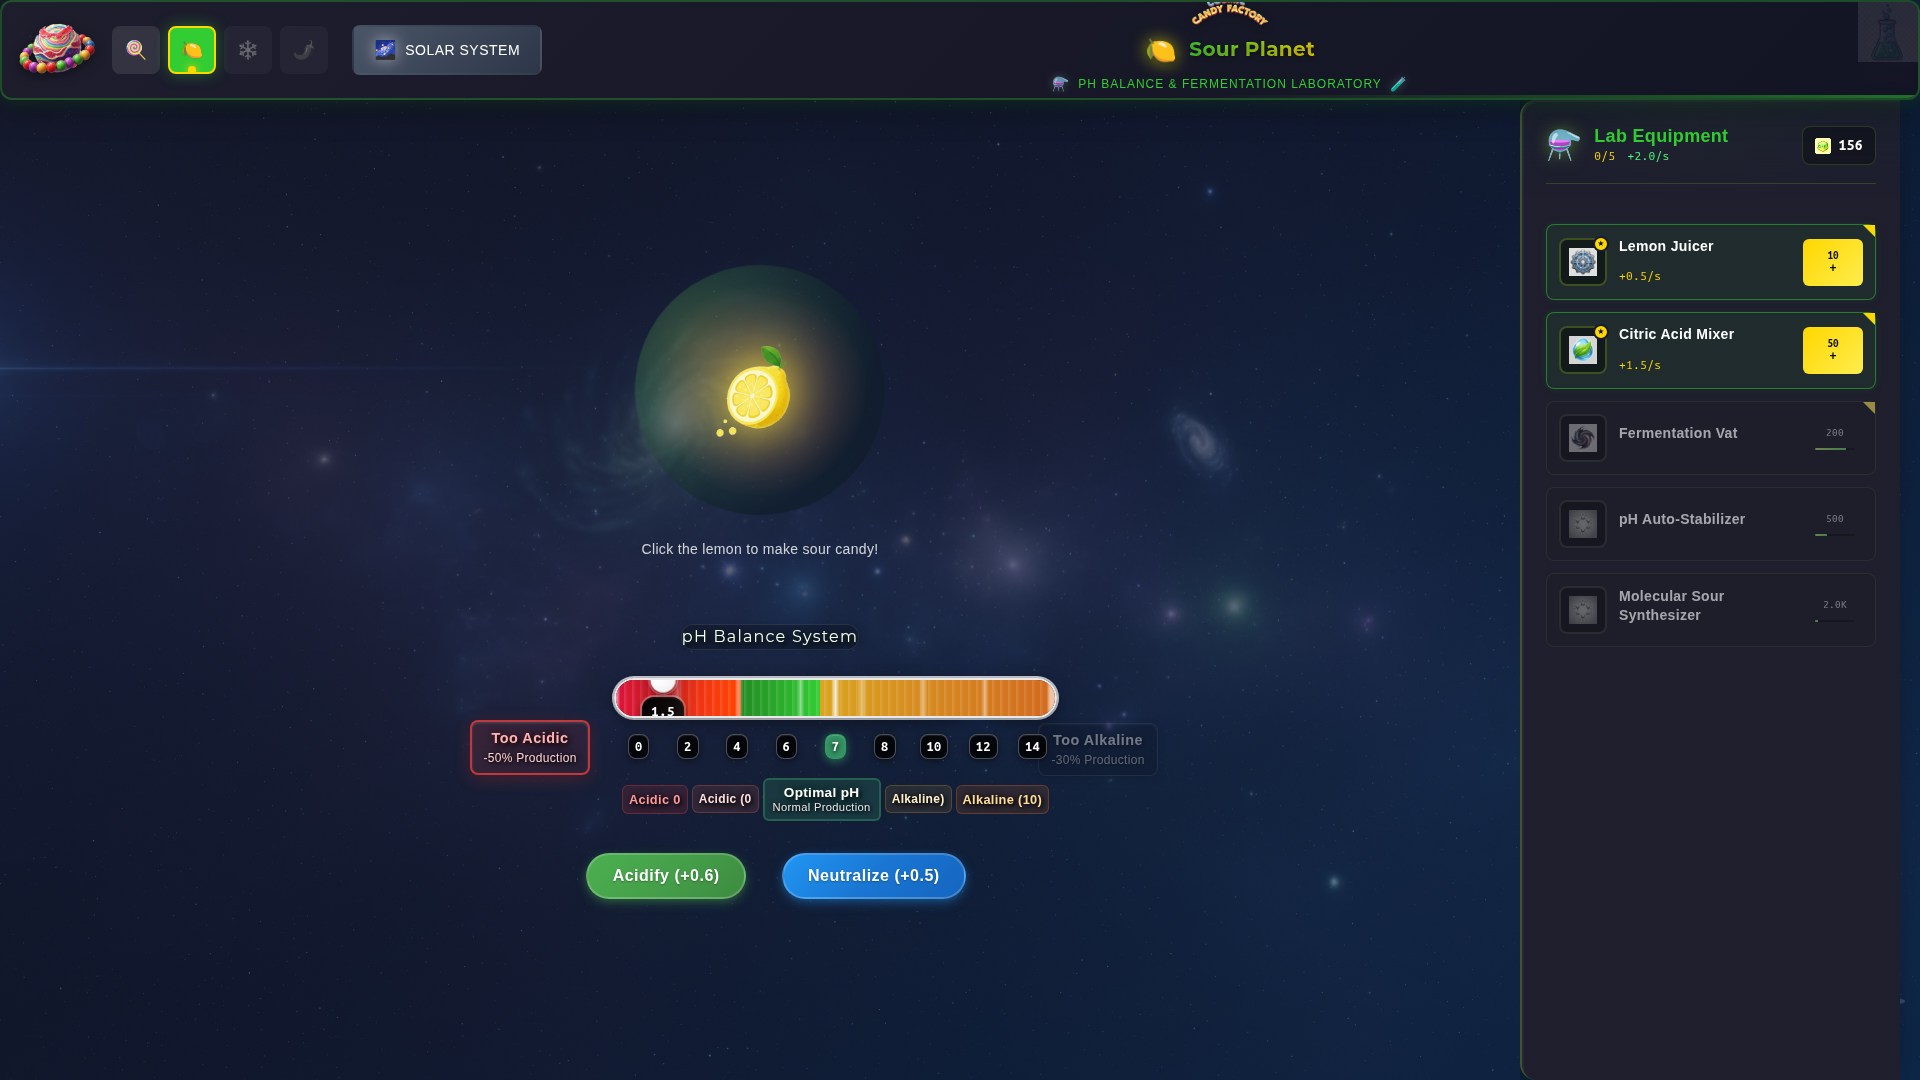 SOLAR SYSTEM
CANDY FACTORY
Sour Planet
PH BALANCE & FERMENTATION LABORATORY
Lab Equipment
0/5 +2.0/s
156
Lemon Juicer
+0.5/s
10
+
Citric Acid Mixer
+1.5/s
50
+
Fermentation Vat
200
pH Auto-Stabilizer
500
Molecular Sour
Synthesizer
2.0K
Click the lemon to make sour candy!
pH Balance System
1.5
Too Acidic
-50% Production
0 2 4 6 7 8 10 12 14
Too Alkaline
-30% Production
Acidic 0
Acidic (0
Optimal pH
Normal Production
Alkaline)
Alkaline (10)
Acidify (+0.6)
Neutralize (+0.5)